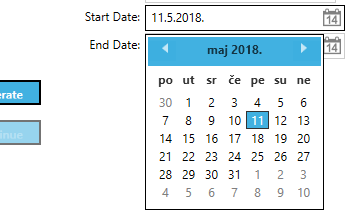 Start Date: 11.5.2018. 14
End Date: 14
maj 2018.
po ut sr če pe su ne
30 1 2 3 4 5 6
7 8 9 10 11 12 13
14 15 16 17 18 19 20
21 22 23 24 25 26 27
28 29 30 31 1 2 3
4 5 6 7 8 9 10
erate
inue